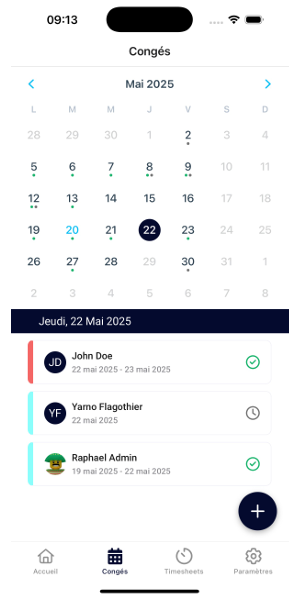 09:13
Congés
Mai 2025
L M M J V S D
28 29 30 1 2 3 4
5 6 7 8 9 10 11
12 13 14 15 16 17 18
19 20 21 22 23 24 25
26 27 28 29 30 31 1
2 3 4 5 6 7 8
Jeudi, 22 Mai 2025
JD John Doe
22 mai 2025 - 23 mai 2025
YF Yarno Flagothier
22 mai 2025
Raphael Admin
19 mai 2025 - 22 mai 2025
+
Accueil Congés Timesheets Paramètres